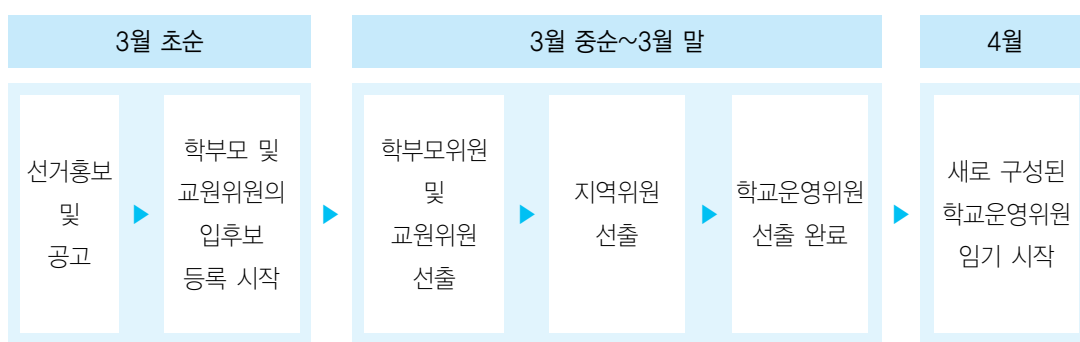 3월 초순
선거홍보
및
공고
학부모 및
교원위원의
입후보
등록 시작
3월 중순~3월 말
학부모위원
및
교원위원
선출
지역위원
선출
학교운영위원
선출 완료
4월
새로 구성된
학교운영위원
임기 시작